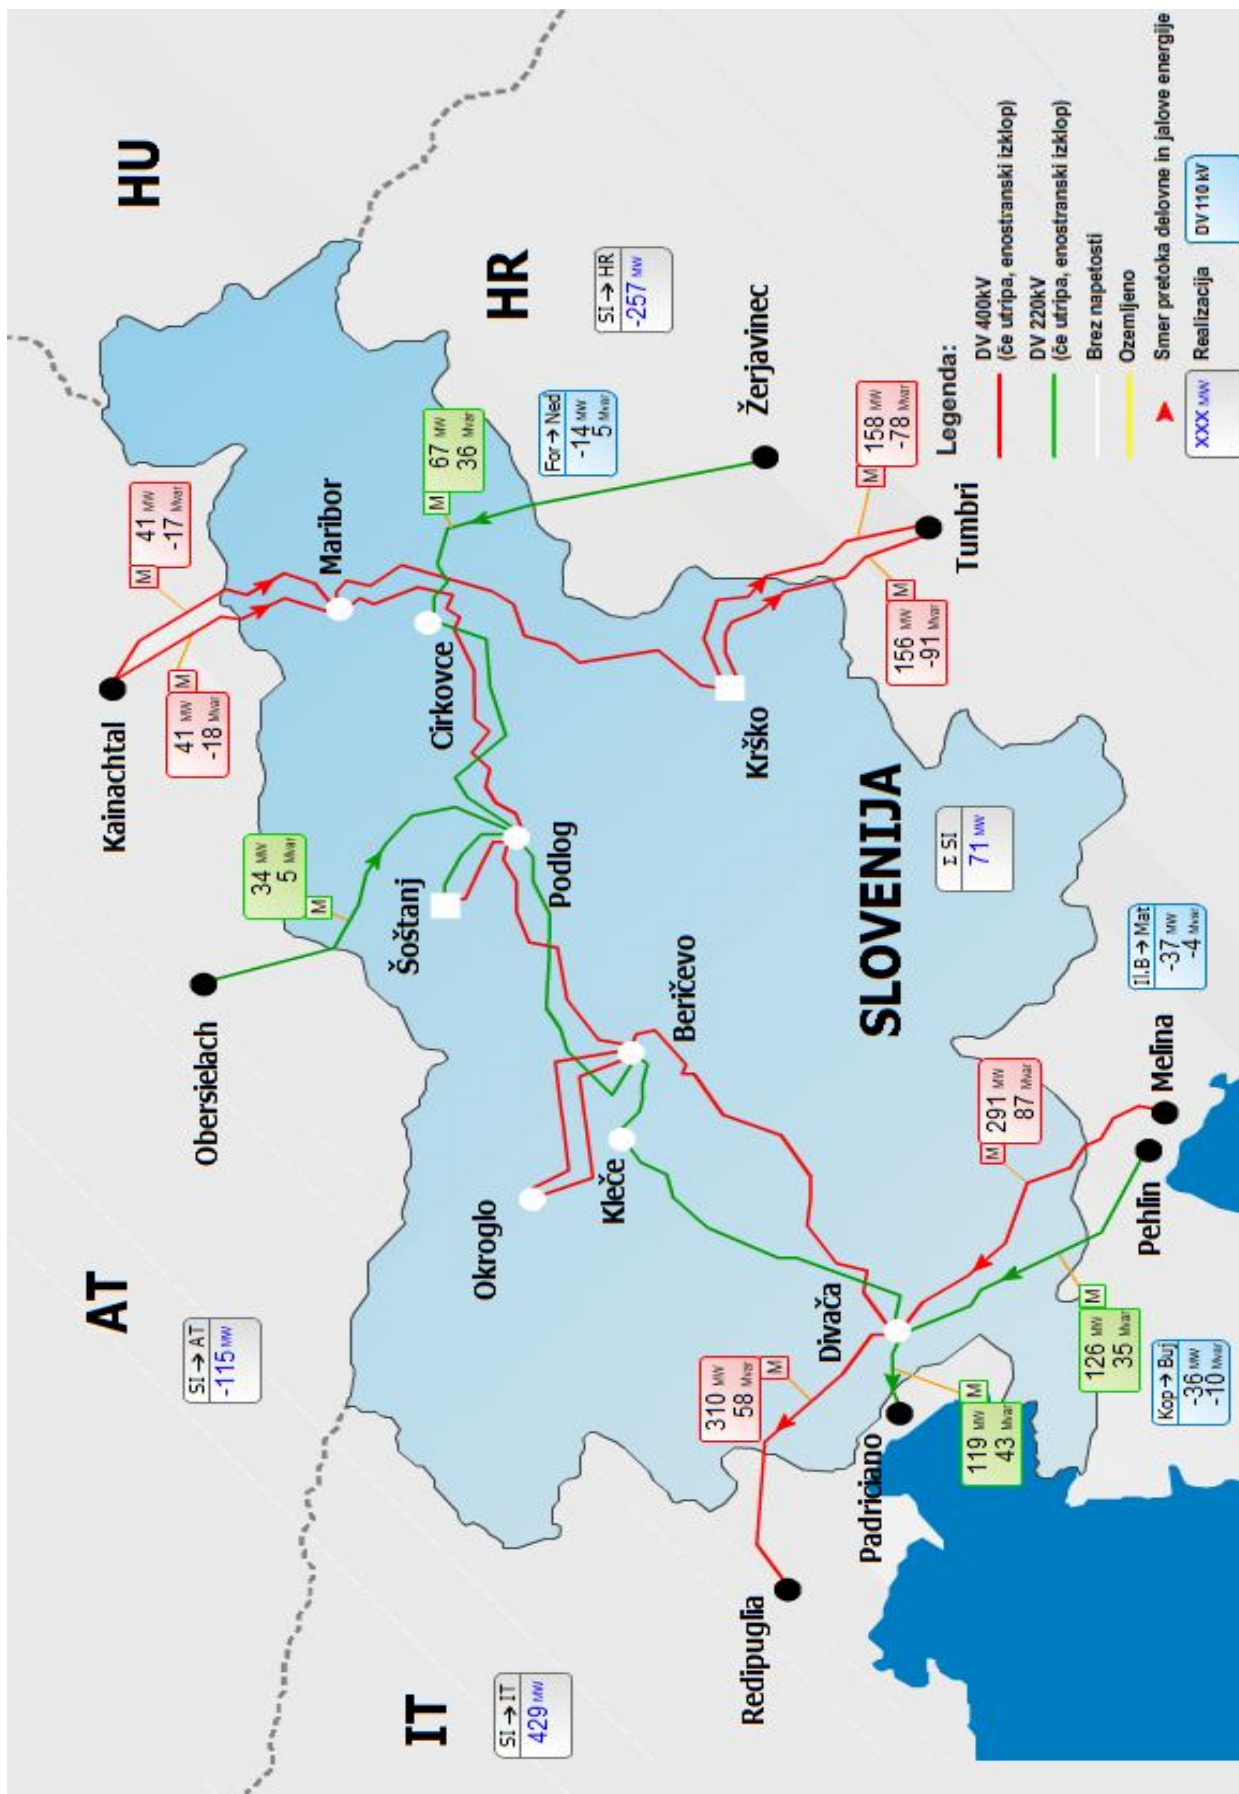 HU
AT
SI → AT
-115 MW
IT
SI → IT
429 MW
HR
SI → HR
-257 MW
Kainachtal
41 MW
-17 Mvar
M
41 MW
-18 Mvar
M
Maribor
Obersielach
34 MW
5 Mvar
M
Cirkovce
67 MW
36 Mvar
M
For → Ned
-14 MW
5 Mvar
Žerjavinec
Šoštanj
Podlog
Okroglo
Kleče
Beričevo
Krško
158 MW
-78 Mvar
M
156 MW
-91 Mvar
M
Tumbri
SLOVENIJA
Σ SI
71 MW
Redipuglia
310 MW
58 Mvar
M
Divača
Padriciano
119 MW
43 Mvar
M
291 MW
87 Mvar
M
126 MW
35 Mvar
M
Il.B → Mat
-37 MW
-4 Mvar
Melina
Pehlin
Kop → Buj
-36 MW
-10 Mvar
Legenda:
DV 400kV
(če utripa, enostranski izklop)
DV 220kV
(če utripa, enostranski izklop)
Brez napetosti
Ozemljeno
Smer pretoka delovne in jalove energije
XXX MW
Realizacija
DV 110 kV